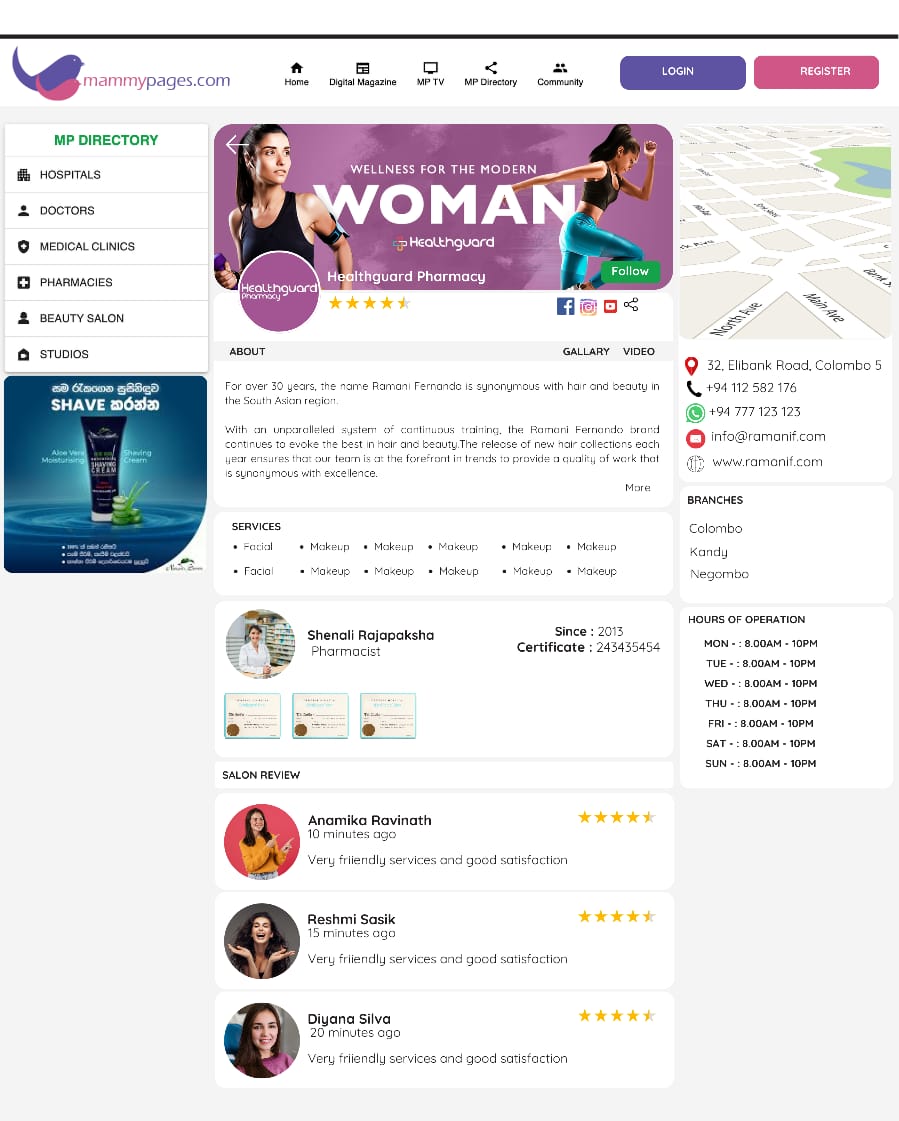 mammypages.com
Home
Digital Magazine
MP TV
MP Directory
Community
LOGIN
REGISTER
MP DIRECTORY
HOSPITALS
DOCTORS
MEDICAL CLINICS
PHARMACIES
BEAUTY SALON
STUDIOS
සම රැකගෙන සුසිනිඳුව
SHAVE කරන්න
Aloe Vera
Moisturising
Shaving
Cream
SHAVING
CREAM
WELLNESS FOR THE MODERN
WOMAN
Healthguard
Healthguard Pharmacy
Follow
Healthguard
Pharmacy
ABOUT
GALLARY
VIDEO
For over 30 years, the name Ramani Fernando is synonymous with hair and beauty in
the South Asian region.
With an unparalleled system of continuous training, the Ramani Fernando brand
continues to evoke the best in hair and beauty.The release of new hair collections each
year ensures that our team is at the forefront in trends to provide a quality of work that
is synonymous with excellence.
More
SERVICES
• Facial • Makeup • Makeup • Makeup • Makeup • Makeup
• Facial • Makeup • Makeup • Makeup • Makeup • Makeup
Shenali Rajapaksha
Pharmacist
Since : 2013
Certificate : 243435454
SALON REVIEW
Anamika Ravinath
10 minutes ago
Very friiendly services and good satisfaction
Reshmi Sasik
15 minutes ago
Very friiendly services and good satisfaction
Diyana Silva
20 minutes ago
Very friiendly services and good satisfaction
North Ave
Main Ave
32, Elibank Road, Colombo 5
+94 112 582 176
+94 777 123 123
info@ramanif.com
www.ramanif.com
BRANCHES
Colombo
Kandy
Negombo
HOURS OF OPERATION
MON - : 8.00AM - 10PM
TUE - : 8.00AM - 10PM
WED - : 8.00AM - 10PM
THU - : 8.00AM - 10PM
FRI - : 8.00AM - 10PM
SAT - : 8.00AM - 10PM
SUN - : 8.00AM - 10PM